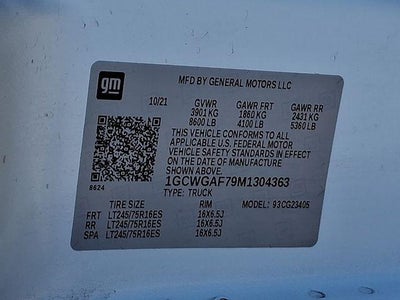 gm
MFD BY GENERAL MOTORS LLC
10/21 GVWR GAWR FRT GAWR RR
3901 KG 1860 KG 2431 KG
8600 LB 4100 LB 5360 LB
THIS VEHICLE CONFORMS TO ALL
APPLICABLE U.S. FEDERAL MOTOR
VEHICLE SAFETY STANDARDS IN EFFECT
ON THE DATE OF MANUFACTURE
8624
1GCWGAF79M1304363
TYPE: TRUCK MODEL: 93CG23405
TIRE SIZE RIM
FRT LT245/75R16ES 16X6.5J
RR LT245/75R16ES 16X6.5J
SPA LT245/75R16ES 16X6.5J